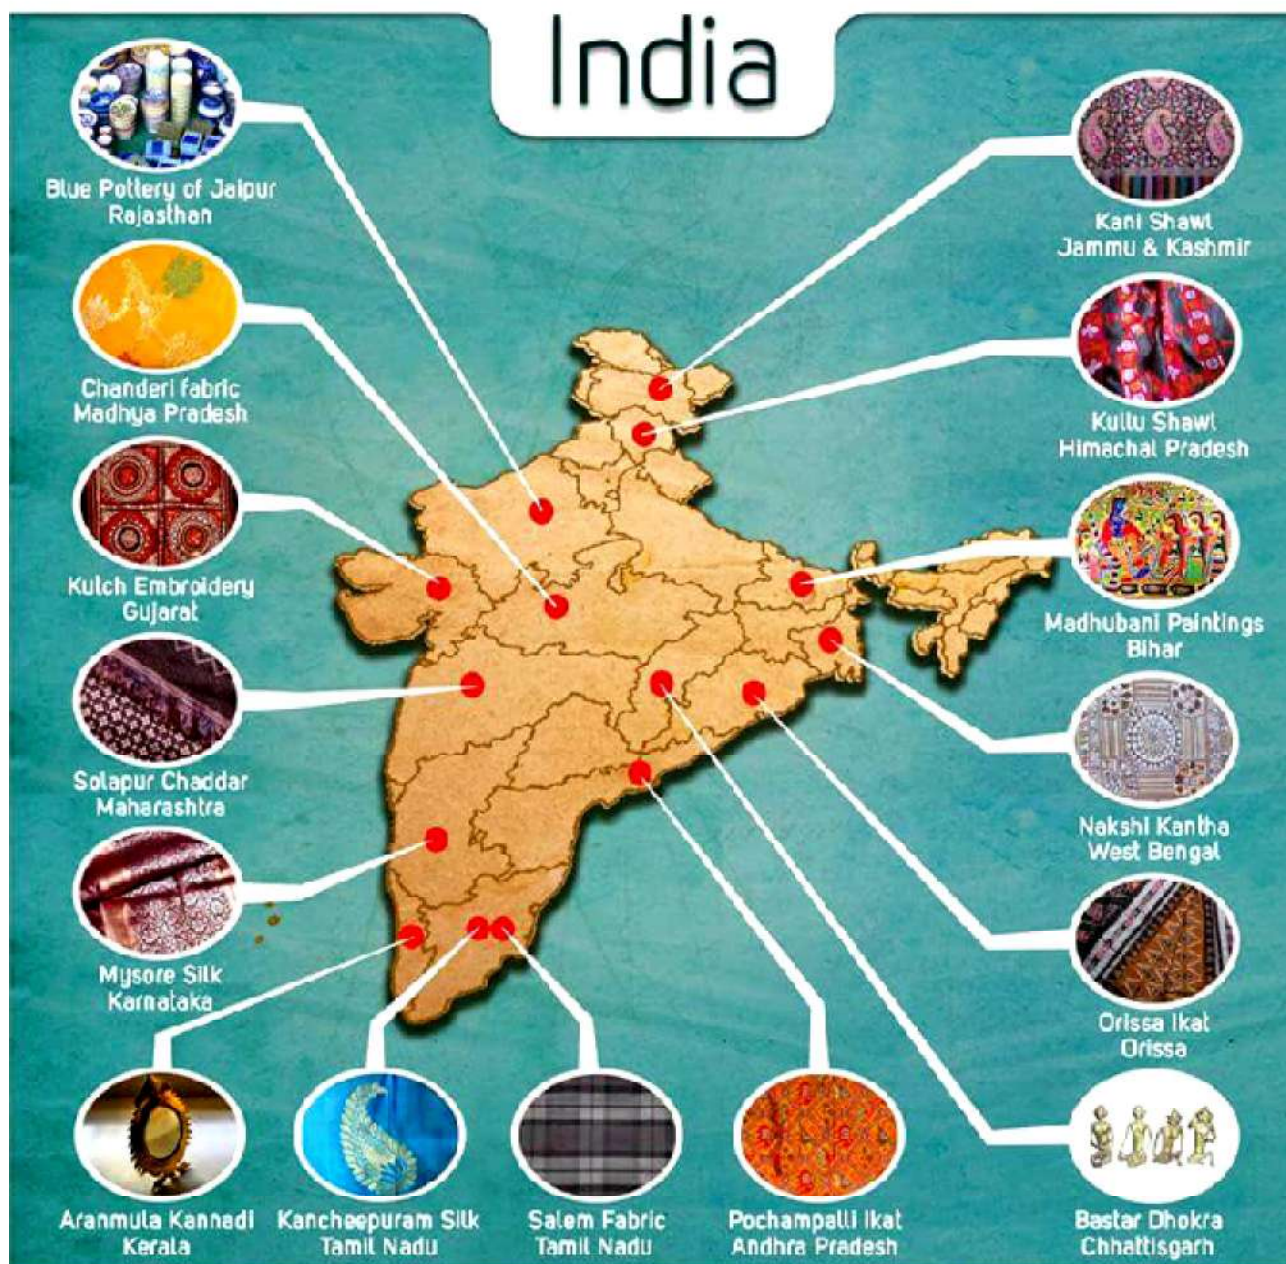 India
Blue Pottery of Jaipur
Rajasthan
Chanderi fabric
Madhya Pradesh
Kutch Embroidery
Gujarat
Solapur Chaddar
Maharashtra
Mysore Silk
Karnataka
Aranmula Kannadi
Kerala
Kancheepuram Silk
Tamil Nadu
Salem Fabric
Tamil Nadu
Pochampalli Ikat
Andhra Pradesh
Kani Shawl
Jammu & Kashmir
Kullu Shawl
Himachal Pradesh
Madhubani Paintings
Bihar
Nakshi Kantha
West Bengal
Orissa Ikat
Orissa
Bastar Dhokra
Chhattisgarh